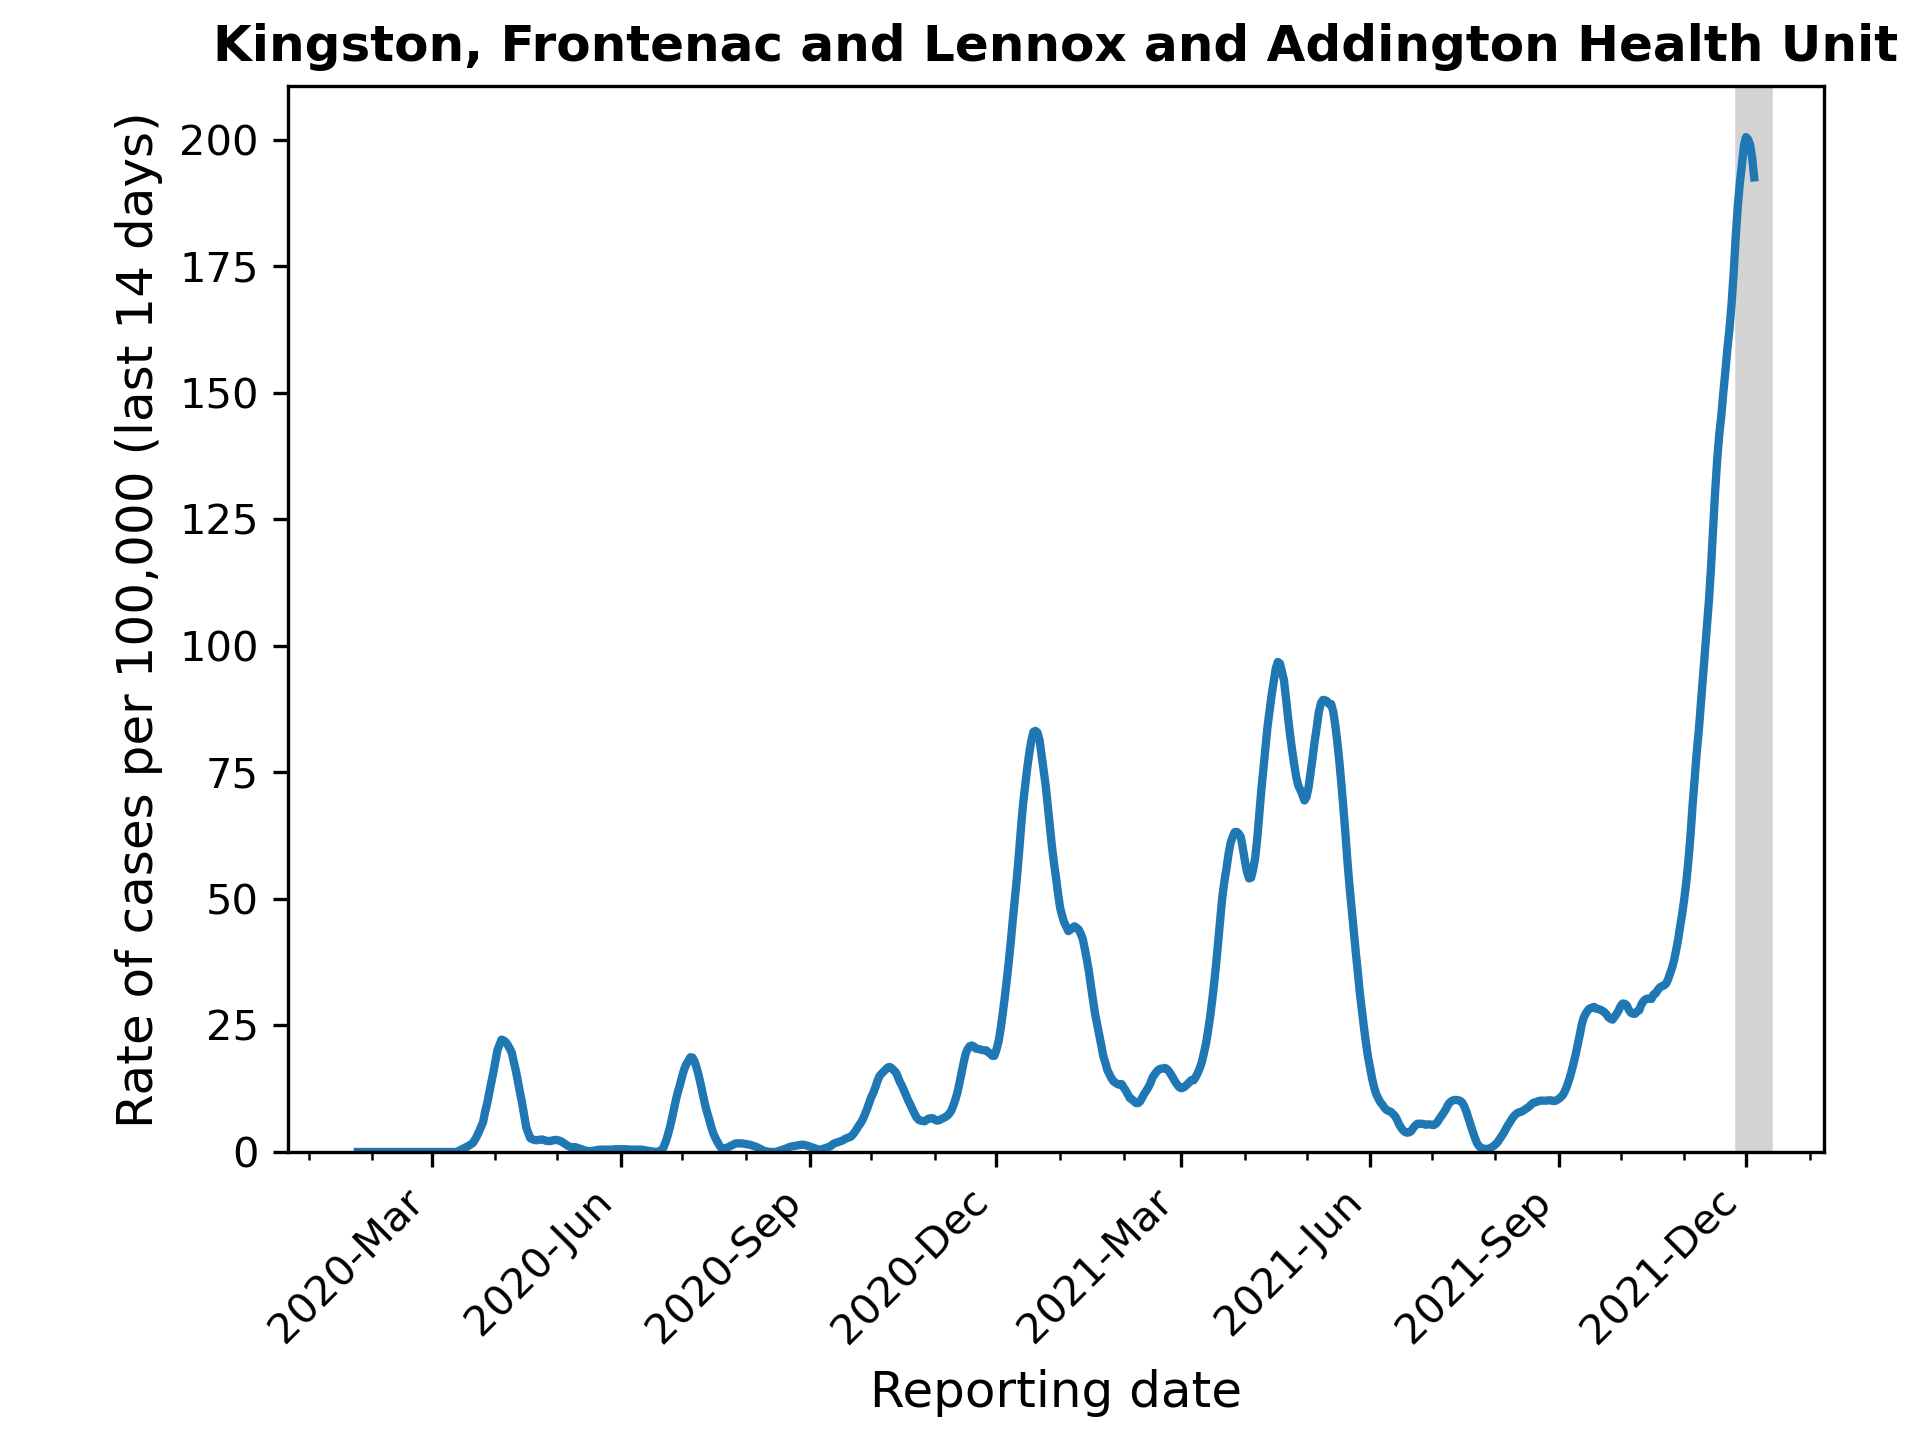 Kingston, Frontenac and Lennox and Addington Health Unit
Rate of cases per 100,000 (last 14 days)
200
175
150
125
100
75
50
25
0
2020-Mar
2020-Jun
2020-Sep
2020-Dec
2021-Mar
2021-Jun
2021-Sep
2021-Dec
Reporting date